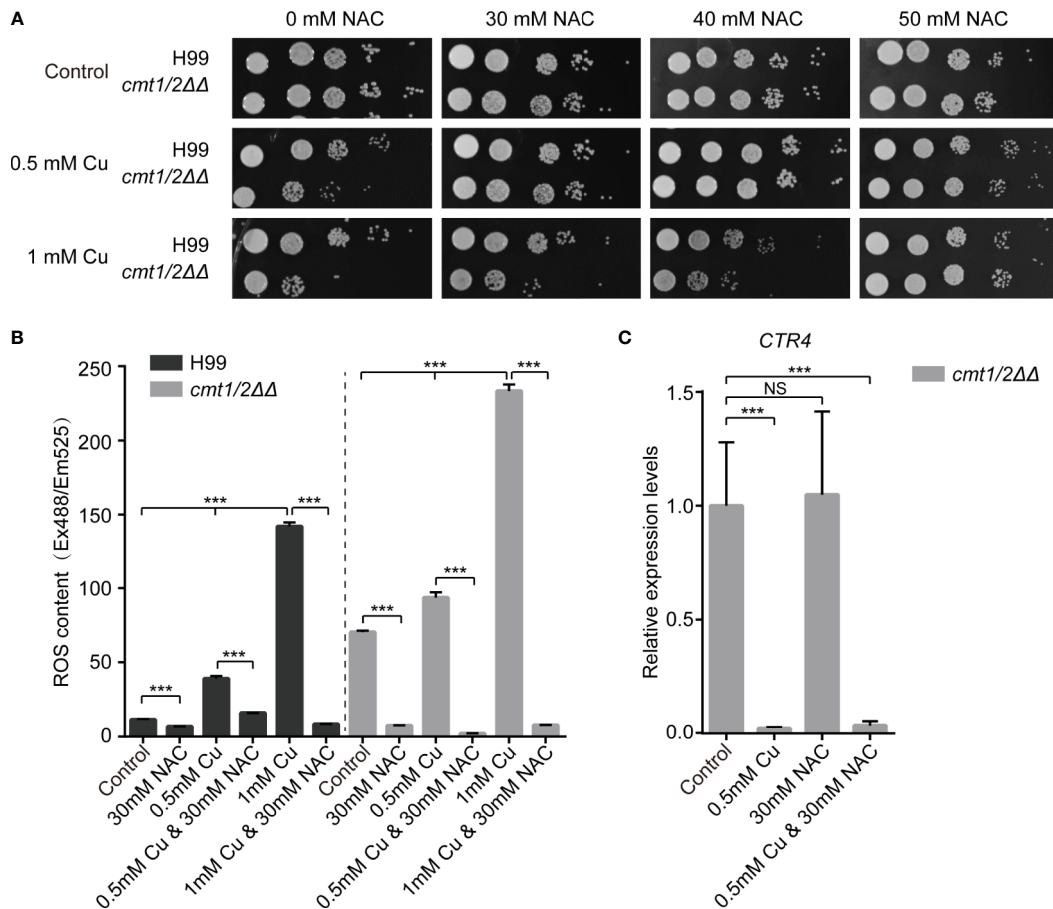 A
0 mM NAC
30 mM NAC
40 mM NAC
50 mM NAC
Control
H99
cmt1/2ΔΔ
0.5 mM Cu
H99
cmt1/2ΔΔ
1 mM Cu
H99
cmt1/2ΔΔ
B
H99
cmt1/2ΔΔ
ROS content (Ex488/Em525)
250
200
150
100
50
0
***
***
***
***
***
***
***
***
Control
30mM NAC
0.5mM Cu
0.5mM Cu & 30mM NAC
1mM Cu
1mM Cu & 30mM NAC
Control
30mM NAC
0.5mM Cu
0.5mM Cu & 30mM NAC
1mM Cu
1mM Cu & 30mM NAC
C
CTR4
cmt1/2ΔΔ
Relative expression levels
1.5
1.0
0.5
0.0
***
NS
***
Control
0.5mM Cu
30mM NAC
0.5mM Cu & 30mM NAC